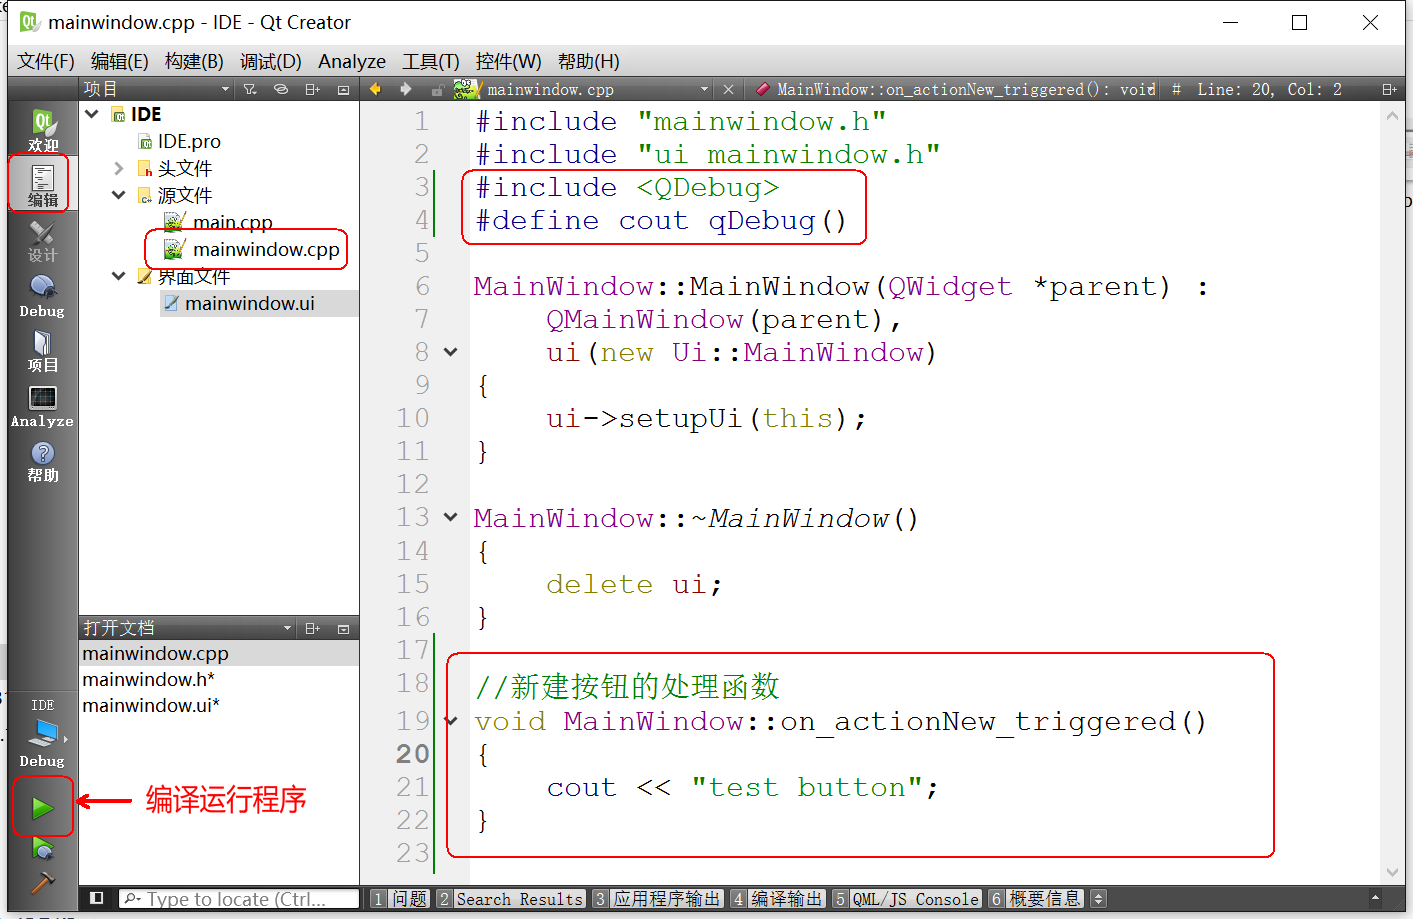 mainwindow.cpp - IDE - Qt Creator
文件(F) 编辑(E) 构建(B) 调试(D) Analyze 工具(T) 控件(W) 帮助(H)
项目
mainwindow.cpp
MainWindow::on_actionNew_triggered(): void
# Line: 20, Col: 2
欢迎
编辑
设计
Debug
项目
Analyze
帮助
IDE
Debug
IDE
IDE.pro
头文件
源文件
main.cpp
mainwindow.cpp
界面文件
mainwindow.ui
打开文档
mainwindow.cpp
mainwindow.h*
mainwindow.ui*
编译运行程序
1 #include "mainwindow.h"
2 #include "ui_mainwindow.h"
3 #include <QDebug>
4 #define cout qDebug()
5
6 MainWindow::MainWindow(QWidget *parent) :
7 QMainWindow(parent),
8 ui(new Ui::MainWindow)
9 {
10 ui->setupUi(this);
11 }
12
13 MainWindow::~MainWindow()
14 {
15 delete ui;
16 }
17
18 //新建按钮的处理函数
19 void MainWindow::on_actionNew_triggered()
20 {
21 cout << "test button";
22 }
23
Type to locate (Ctrl...
1 问题 2 Search Results 3 应用程序输出 4 编译输出 5 QML/JS Console 6 概要信息